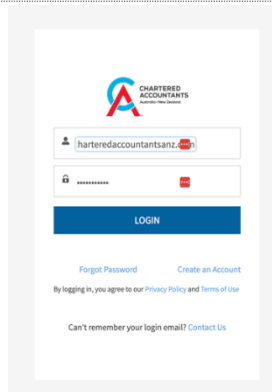 CHARTERED
ACCOUNTANTS
Australia + New Zealand
harteredaccountantsanz.com
LOGIN
Forgot Password Create an Account
By logging in, you agree to our Privacy Policy and Terms of Use
Can't remember your login email? Contact Us